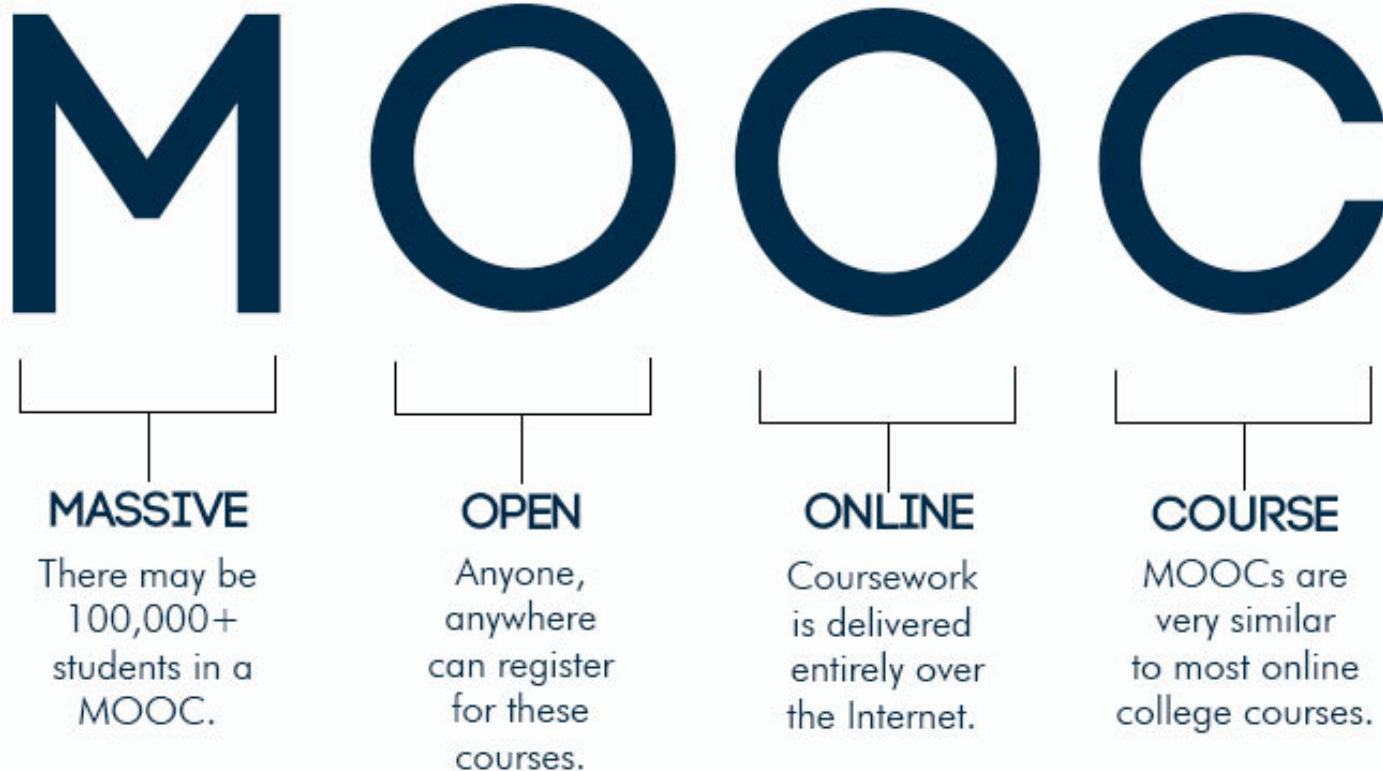 MOOC
MASSIVE
There may be
100,000+
students in a
MOOC.
OPEN
Anyone,
anywhere
can register
for these
courses.
ONLINE
Coursework
is delivered
entirely over
the Internet.
COURSE
MOOCs are
very similar
to most online
college courses.